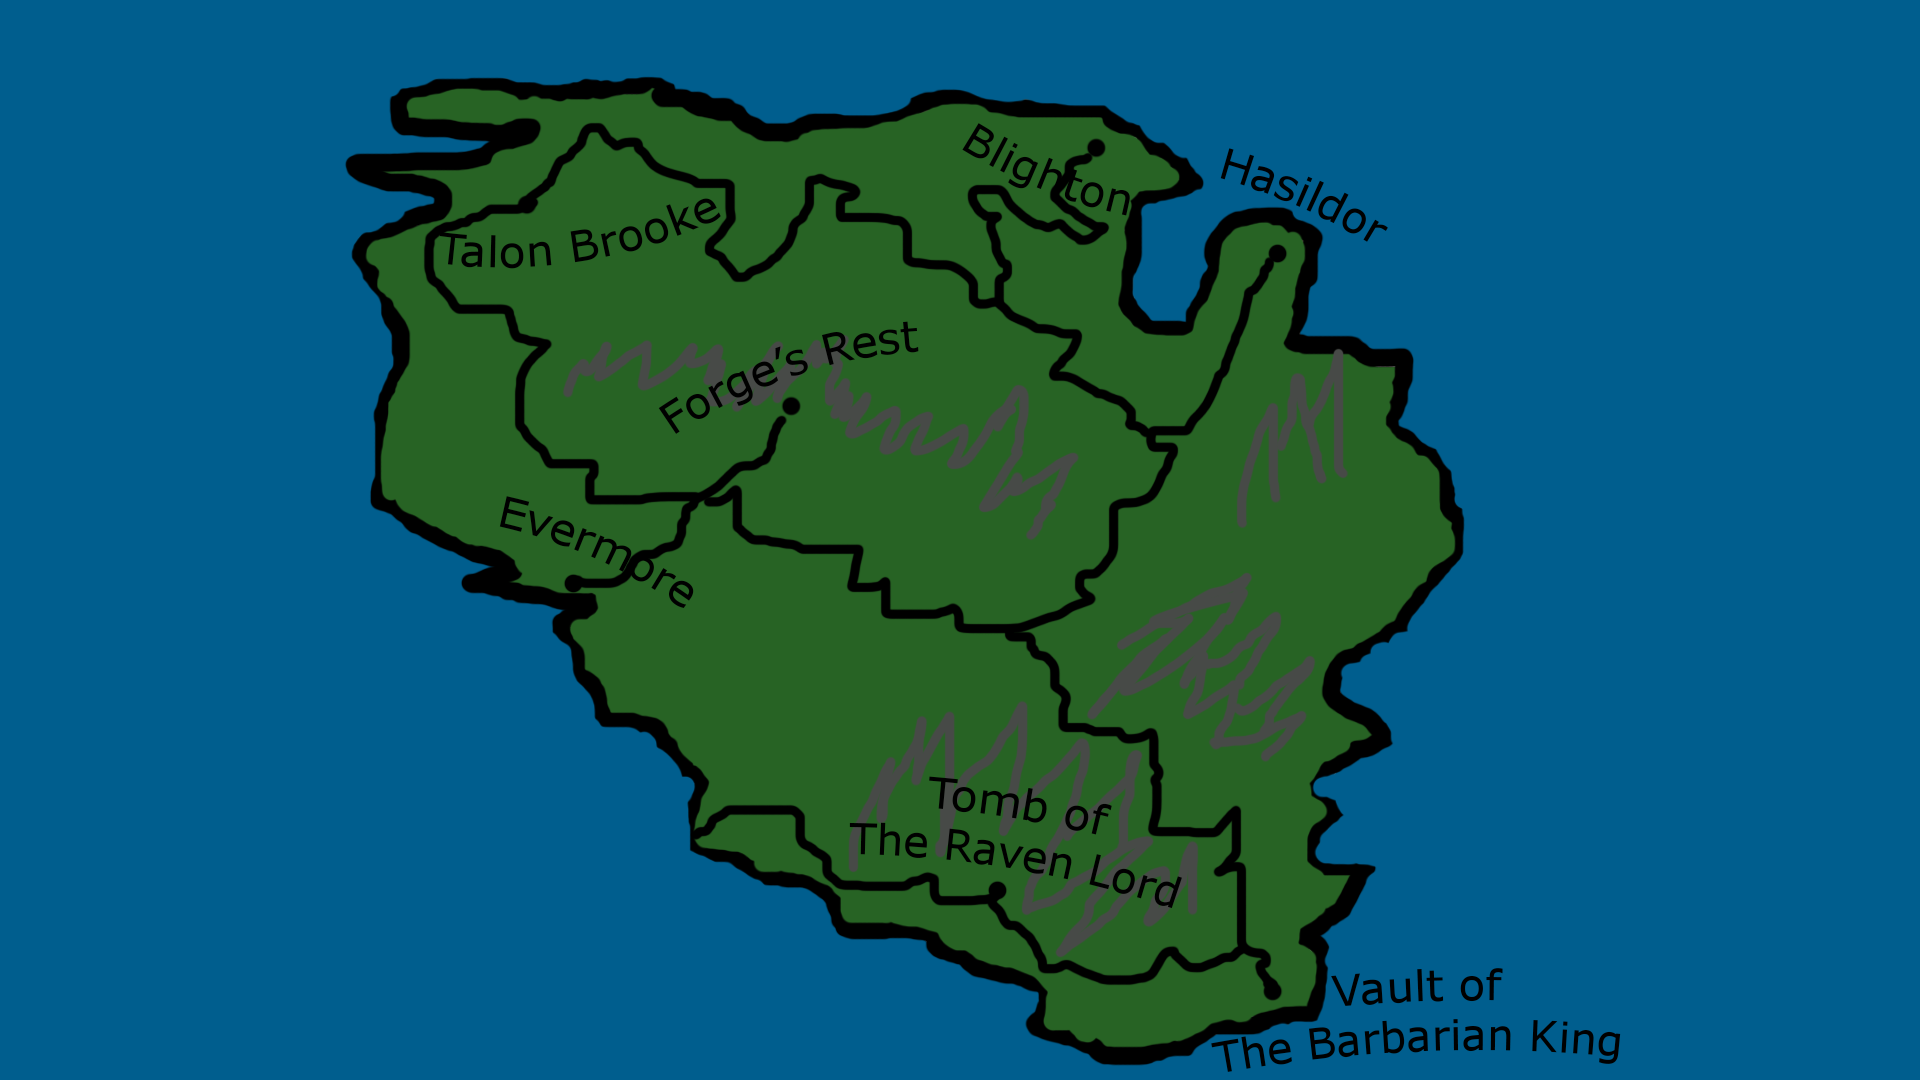 Blighton
Hasildor
Talon Brooke
Forge's Rest
Evermore
Tomb of
The Raven Lord
Vault of
The Barbarian King